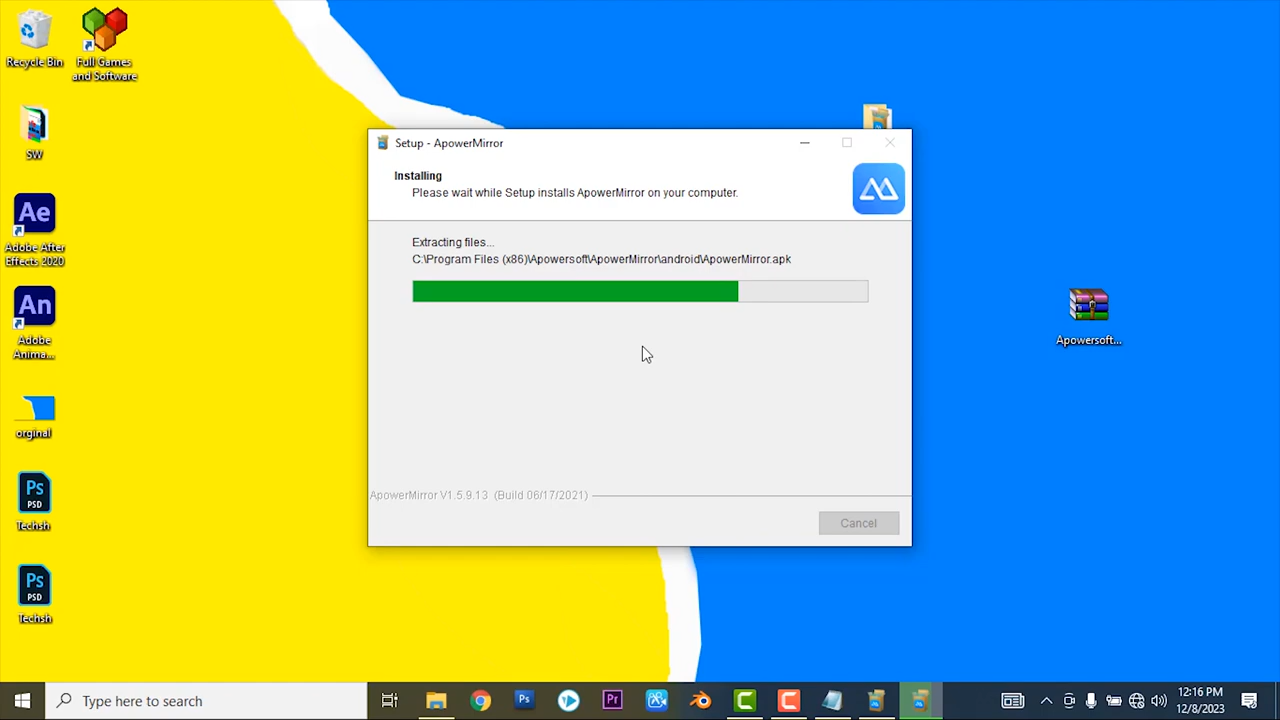 Recycle Bin
Full Games
and Software
SW
Ae
Adobe After
Effects 2020
An
Adobe
Anima...
orginal
Ps
PSD
Techsh
Ps
PSD
Techsh
Setup - ApowerMirror
Installing
Please wait while Setup installs ApowerMirror on your computer.
Extracting files...
C:\Program Files (x86)\Apowersoft\ApowerMirror\android\ApowerMirror.apk
ApowerMirror V1.5.9.13 (Build 06/17/2021)
Cancel
Apowersoft...
Type here to search
Ps
Pr
C
C
12:16 PM
12/8/2023